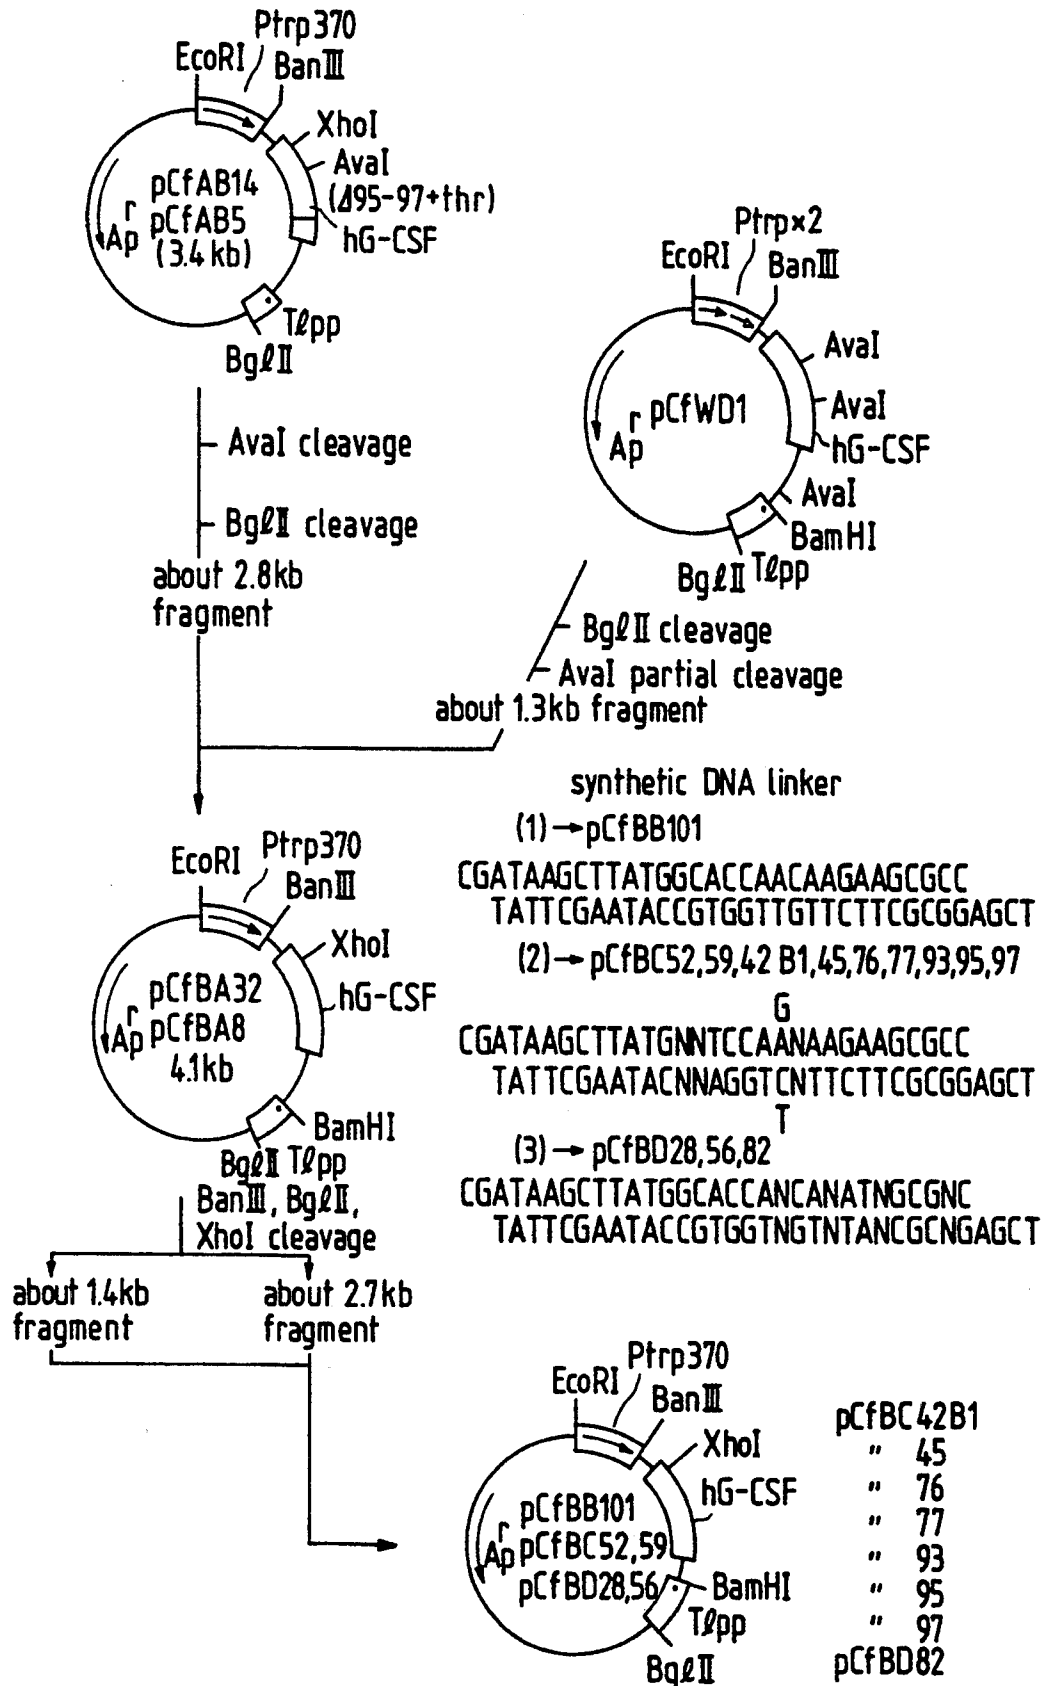 Ptrp370
EcoRI
BanIII
XhoI
AvaI
(Δ95-97+thr)
hG-CSF
pCfAB14
pCfAB5
(3.4kb)
Apʳ
Tlpp
BglII
Ptrp×2
EcoRI
BanIII
AvaI
AvaI
hG-CSF
AvaI
BamHI
Tlpp
BglII
pCfWD1
Apʳ
AvaI cleavage
BglII cleavage
about 2.8kb
fragment
BglII cleavage
AvaI partial cleavage
about 1.3kb fragment
synthetic DNA linker
(1)→pCfBB101
CGATAAGCTTATGGCACCAACAAGAAGCGCC
TATTCGAATACCGTGGTTGTTCTTCGCGGAGCT
(2)→pCfBC52,59,42 B1,45,76,77,93,95,97
G
CGATAAGCTTATGNNTCCAANAAGAAGCGCC
TATTCGAATACNNAGGTCNTTCTTCGCGGAGCT
T
(3)→pCfBD28,56,82
CGATAAGCTTATGGCACCANCANATNGCGNC
TATTCGAATACCGTGGTNGTNTANCGCNGAGCT
EcoRI
Ptrp370
BanIII
XhoI
hG-CSF
pCfBA32
pCfBA8
4.1kb
Apʳ
BamHI
BglII Tlpp
BanIII, BglII,
XhoI cleavage
about 1.4kb
fragment
about 2.7kb
fragment
Ptrp370
EcoRI
BanIII
XhoI
hG-CSF
pCfBB101
pCfBC52,59
pCfBD28,56
Apʳ
BamHI
Tlpp
BglII
pCfBC42B1
" 45
" 76
" 77
" 93
" 95
" 97
pCfBD82